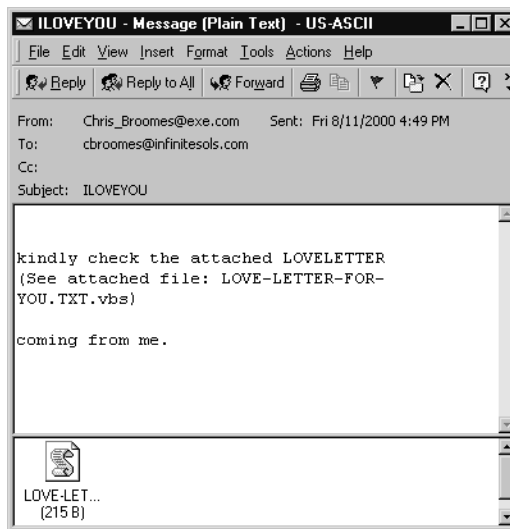 ILOVEYOU - Message (Plain Text) - US-ASCII
File Edit View Insert Format Tools Actions Help
Reply Reply to All Forward
From: Chris_Broomes@exe.com Sent: Fri 8/11/2000 4:49 PM
To: cbroomes@infinitesols.com
Cc:
Subject: ILOVEYOU
kindly check the attached LOVELETTER
(See attached file: LOVE-LETTER-FOR-
YOU.TXT.vbs)
coming from me.
LOVE-LET...
(215 B)